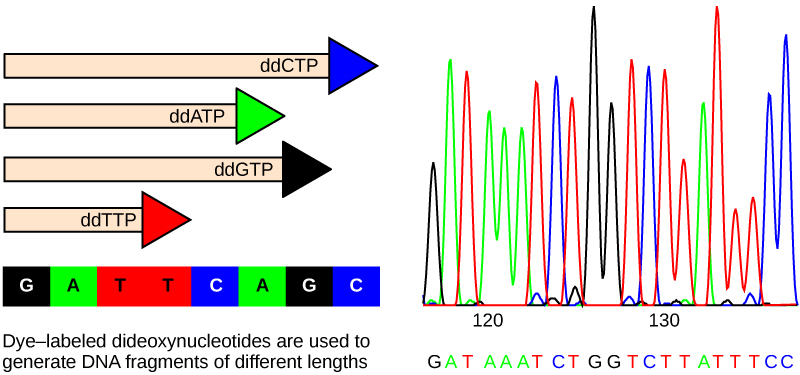 ddCTP
ddATP
ddGTP
ddTTP
G A T T C A G C
Dye–labeled dideoxynucleotides are used to
generate DNA fragments of different lengths
120 130
GAT AAAT CT GGTCTTATTTCC